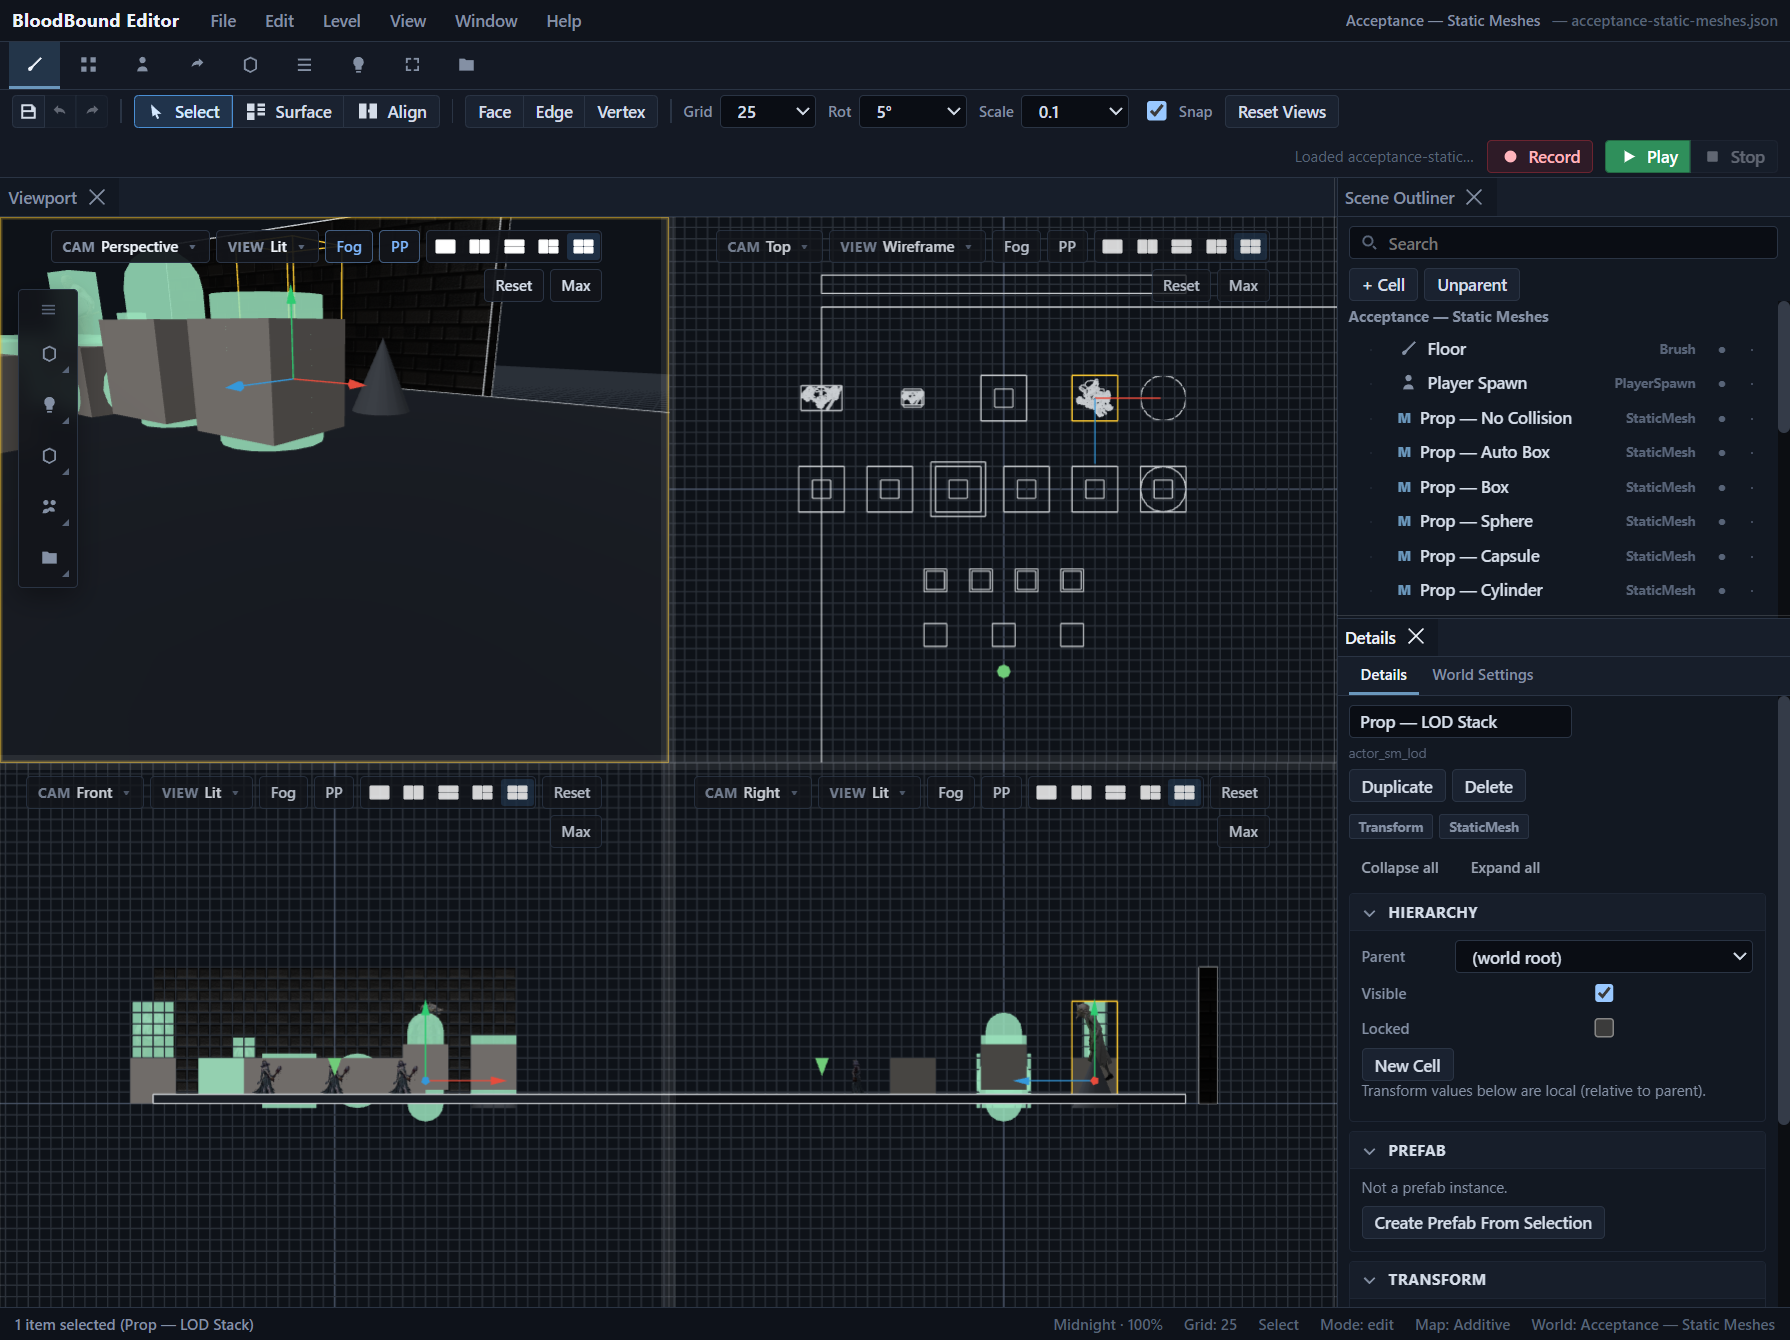 BloodBound Editor File Edit Level View Window Help Acceptance — Static Meshes — acceptance-static-meshes.json
Select Surface Align Face Edge Vertex Grid 25 Rot 5° Scale 0.1 Snap Reset Views
Loaded acceptance-static... Record Play Stop
Viewport
CAM Perspective VIEW Lit Fog PP
Reset Max
CAM Top VIEW Wireframe Fog PP
Reset Max
CAM Front VIEW Lit Fog PP Reset
Max
CAM Right VIEW Lit Fog PP Reset
Max
Scene Outliner
Search
+ Cell Unparent
Acceptance — Static Meshes
Floor Brush
Player Spawn PlayerSpawn
M Prop — No Collision StaticMesh
M Prop — Auto Box StaticMesh
M Prop — Box StaticMesh
M Prop — Sphere StaticMesh
M Prop — Capsule StaticMesh
M Prop — Cylinder StaticMesh
Details
Details World Settings
Prop — LOD Stack
actor_sm_lod
Duplicate Delete
Transform StaticMesh
Collapse all Expand all
HIERARCHY
Parent (world root)
Visible
Locked
New Cell
Transform values below are local (relative to parent).
PREFAB
Not a prefab instance.
Create Prefab From Selection
TRANSFORM
1 item selected (Prop — LOD Stack) Midnight · 100% Grid: 25 Select Mode: edit Map: Additive World: Acceptance — Static Meshes